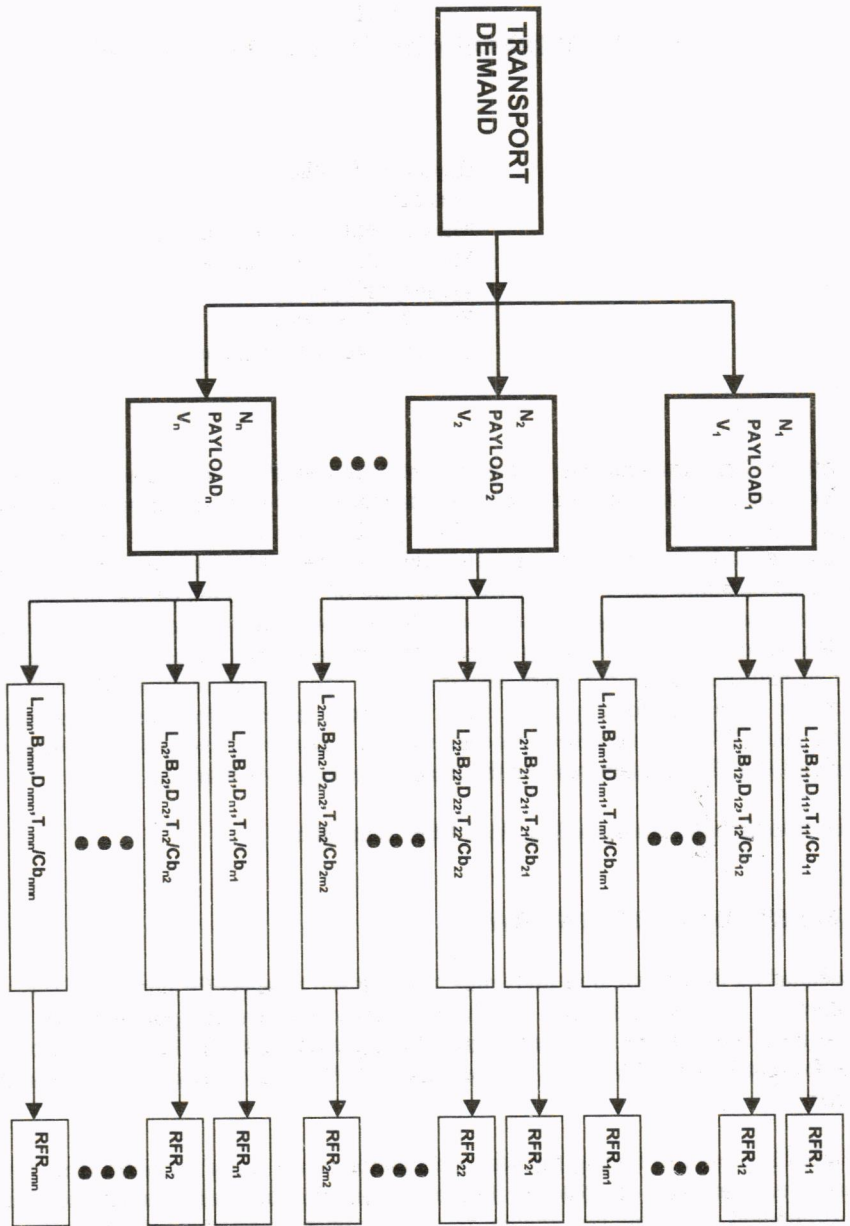 TRANSPORT
DEMAND
N₁
PAYLOAD₁
V₁
N₂
PAYLOAD₂
V₂
Nₙ
PAYLOADₙ
Vₙ
L₁₁,B₁₁,D₁₁,T₁₁/Cb₁₁
L₁₂,B₁₂,D₁₂,T₁₂/Cb₁₂
L₁ₘ₁,B₁ₘ₁,D₁ₘ₁,T₁ₘ₁/Cb₁ₘ₁
L₂₁,B₂₁,D₂₁,T₂₁/Cb₂₁
L₂₂,B₂₂,D₂₂,T₂₂/Cb₂₂
L₂ₘ₂,B₂ₘ₂,D₂ₘ₂,T₂ₘ₂/Cb₂ₘ₂
Lₙ₁,Bₙ₁,Dₙ₁,Tₙ₁/Cbₙ₁
Lₙ₂,Bₙ₂,Dₙ₂,Tₙ₂/Cbₙ₂
Lₙₘₙ,Bₙₘₙ,Dₙₘₙ,Tₙₘₙ/Cbₙₘₙ
RFR₁₁
RFR₁₂
RFR₁ₘ₁
RFR₂₁
RFR₂₂
RFR₂ₘ₂
RFRₙ₁
RFRₙ₂
RFRₙₘₙ